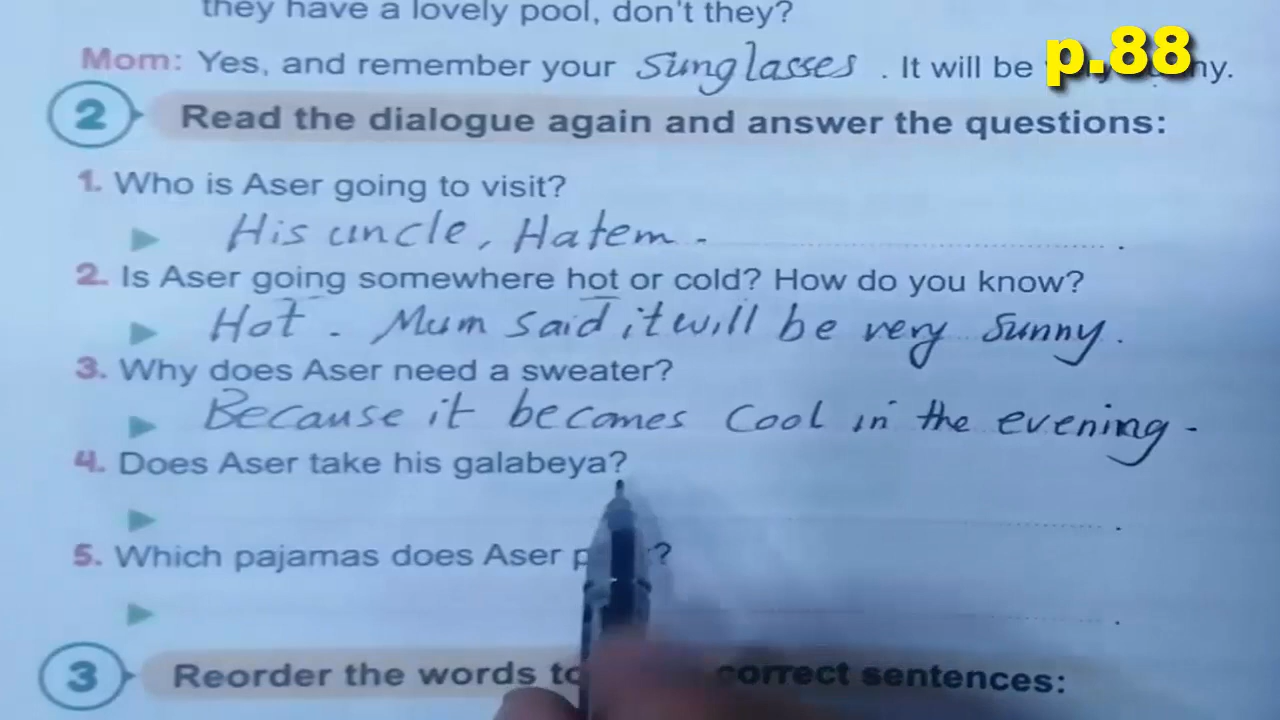 they have a lovely pool, don't they?
Mom: Yes, and remember your sunglasses . It will be
p.88
2 Read the dialogue again and answer the questions:
1. Who is Aser going to visit?
His uncle, Hatem.
2. Is Aser going somewhere hot or cold? How do you know?
Hot. Mum said it will be very sunny.
3. Why does Aser need a sweater?
Because it becomes cool in the evening.
4. Does Aser take his galabeya?
5. Which pajamas does Aser ?
3 Reorder the words correct sentences: